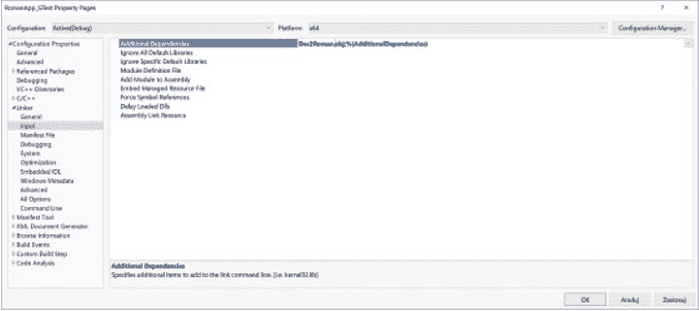 RomanApp_GTest Property Pages ? ×
Configuration: Active(Debug) Platform: x64 Configuration Manager...
Configuration Properties
General
Advanced
Referenced Packages
Debugging
VC++ Directories
C/C++
Linker
General
Input
Manifest File
Debugging
System
Optimization
Embedded IDL
Windows Metadata
Advanced
All Options
Command Line
Manifest Tool
XML Document Generator
Browse Information
Build Events
Custom Build Step
Code Analysis
Additional Dependencies Dec2Roman.obj;%(AdditionalDependencies)
Ignore All Default Libraries
Ignore Specific Default Libraries
Module Definition File
Add Module to Assembly
Embed Managed Resource File
Force Symbol References
Delay Loaded Dlls
Assembly Link Resource
Additional Dependencies
Specifies additional items to add to the link command line. (i.e. kernel32.lib)
OK Anuluj Zastosuj